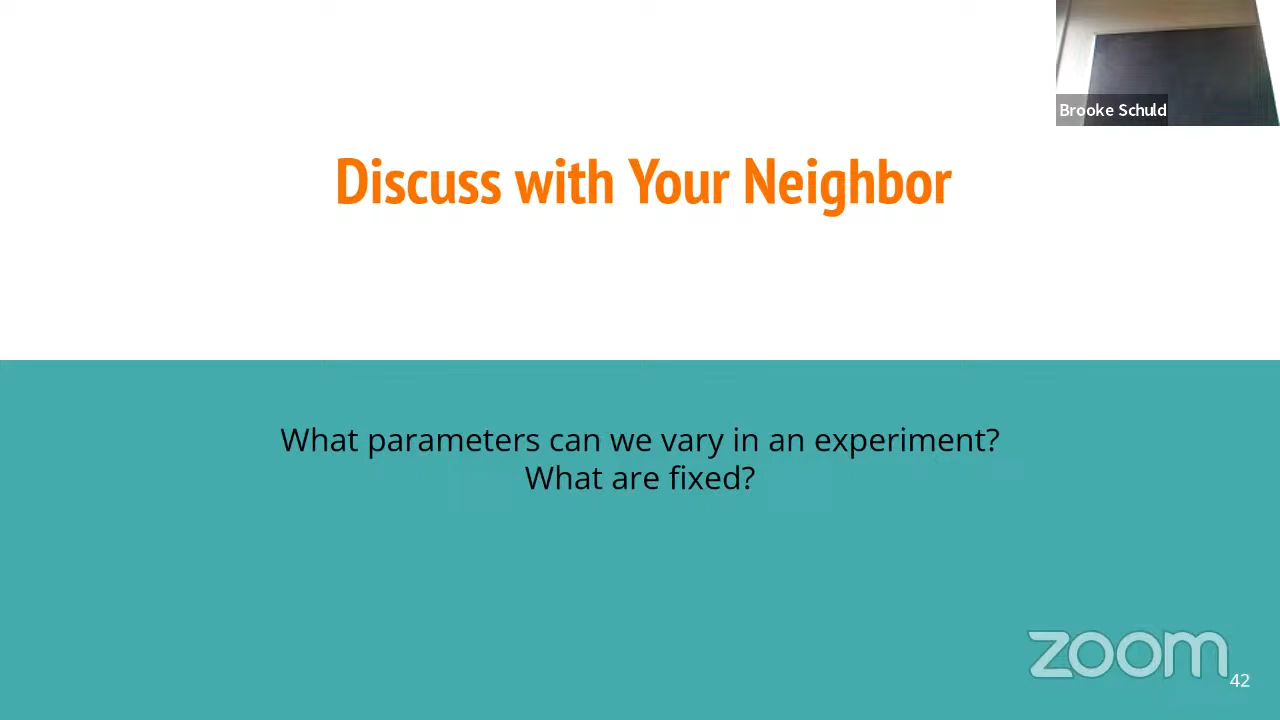 Brooke Schuld
Discuss with Your Neighbor
What parameters can we vary in an experiment?
What are fixed?
zoom
42